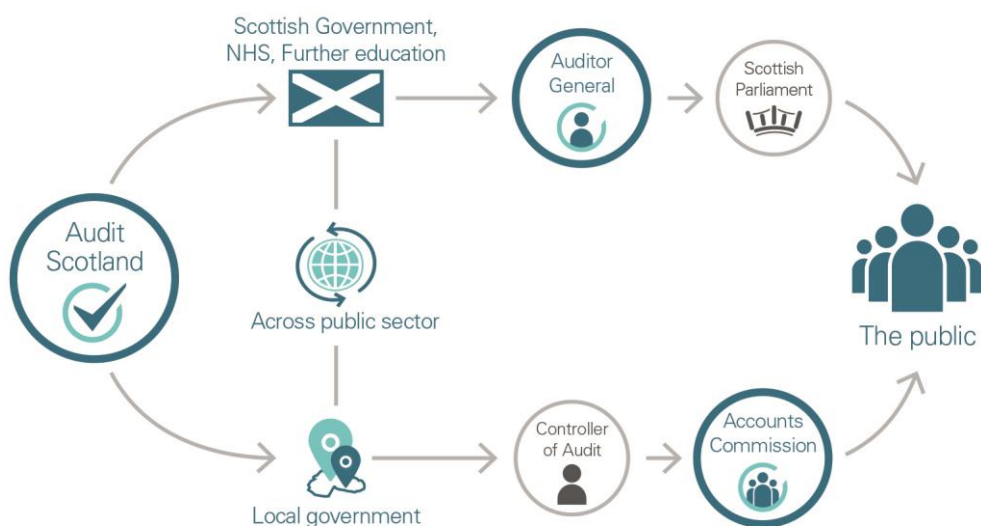 Scottish Government,
NHS, Further education
Auditor
General
Scottish
Parliament
Audit
Scotland
Across public sector
The public
Controller
of Audit
Accounts
Commission
Local government